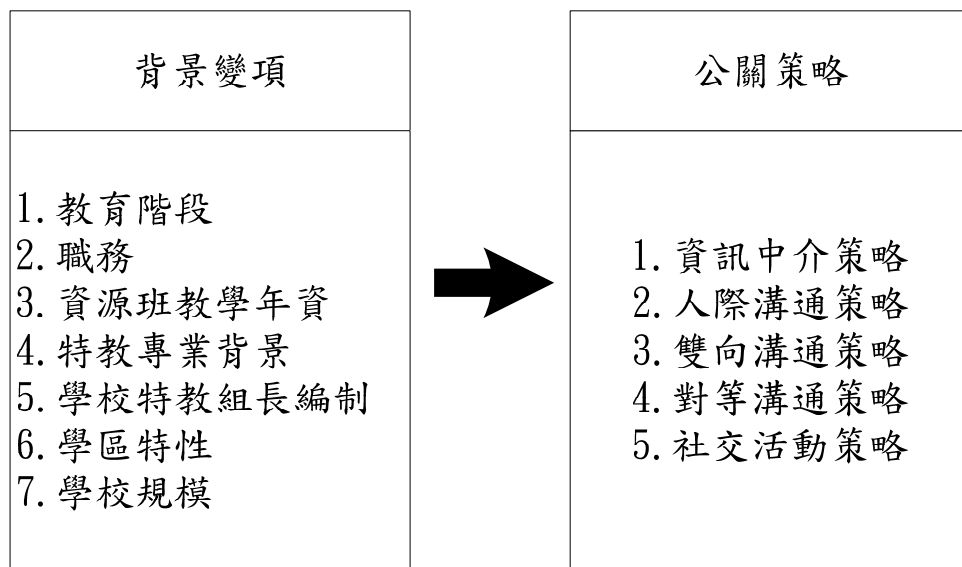 背景變項
1.教育階段
2.職務
3.資源班教學年資
4.特教專業背景
5.學校特教組長編制
6.學區特性
7.學校規模
公關策略
1.資訊中介策略
2.人際溝通策略
3.雙向溝通策略
4.對等溝通策略
5.社交活動策略